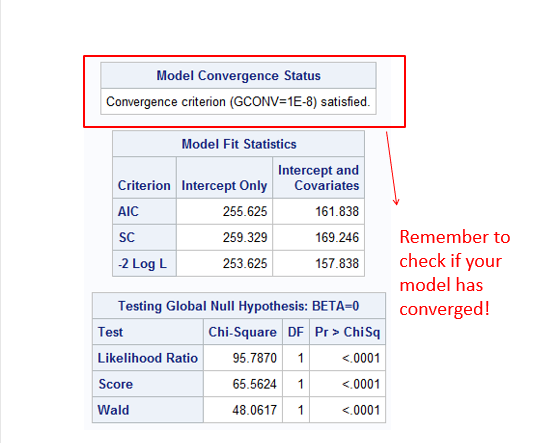 Model Convergence Status
Convergence criterion (GCONV=1E-8) satisfied.
Model Fit Statistics
Criterion Intercept Only Intercept and Covariates
AIC 255.625 161.838
SC 259.329 169.246
-2 Log L 253.625 157.838
Remember to
check if your
model has
converged!
Testing Global Null Hypothesis: BETA=0
Test Chi-Square DF Pr > ChiSq
Likelihood Ratio 95.7870 1 <.0001
Score 65.5624 1 <.0001
Wald 48.0617 1 <.0001